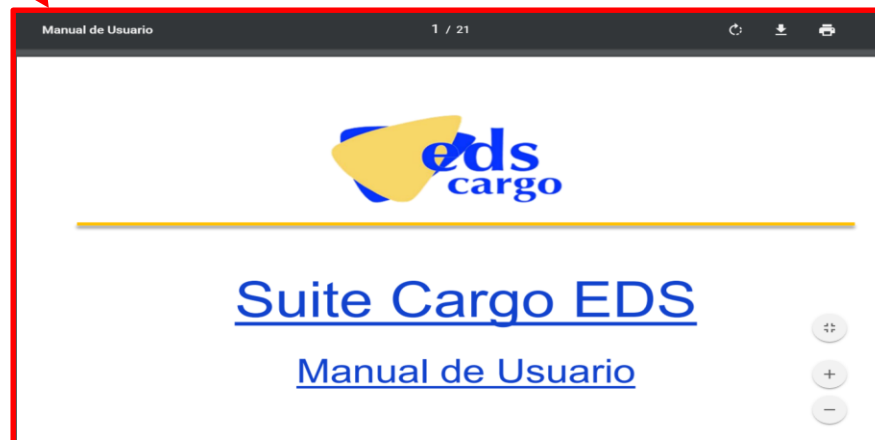 Manual de Usuario 1 / 21
eds
cargo
Suite Cargo EDS
Manual de Usuario